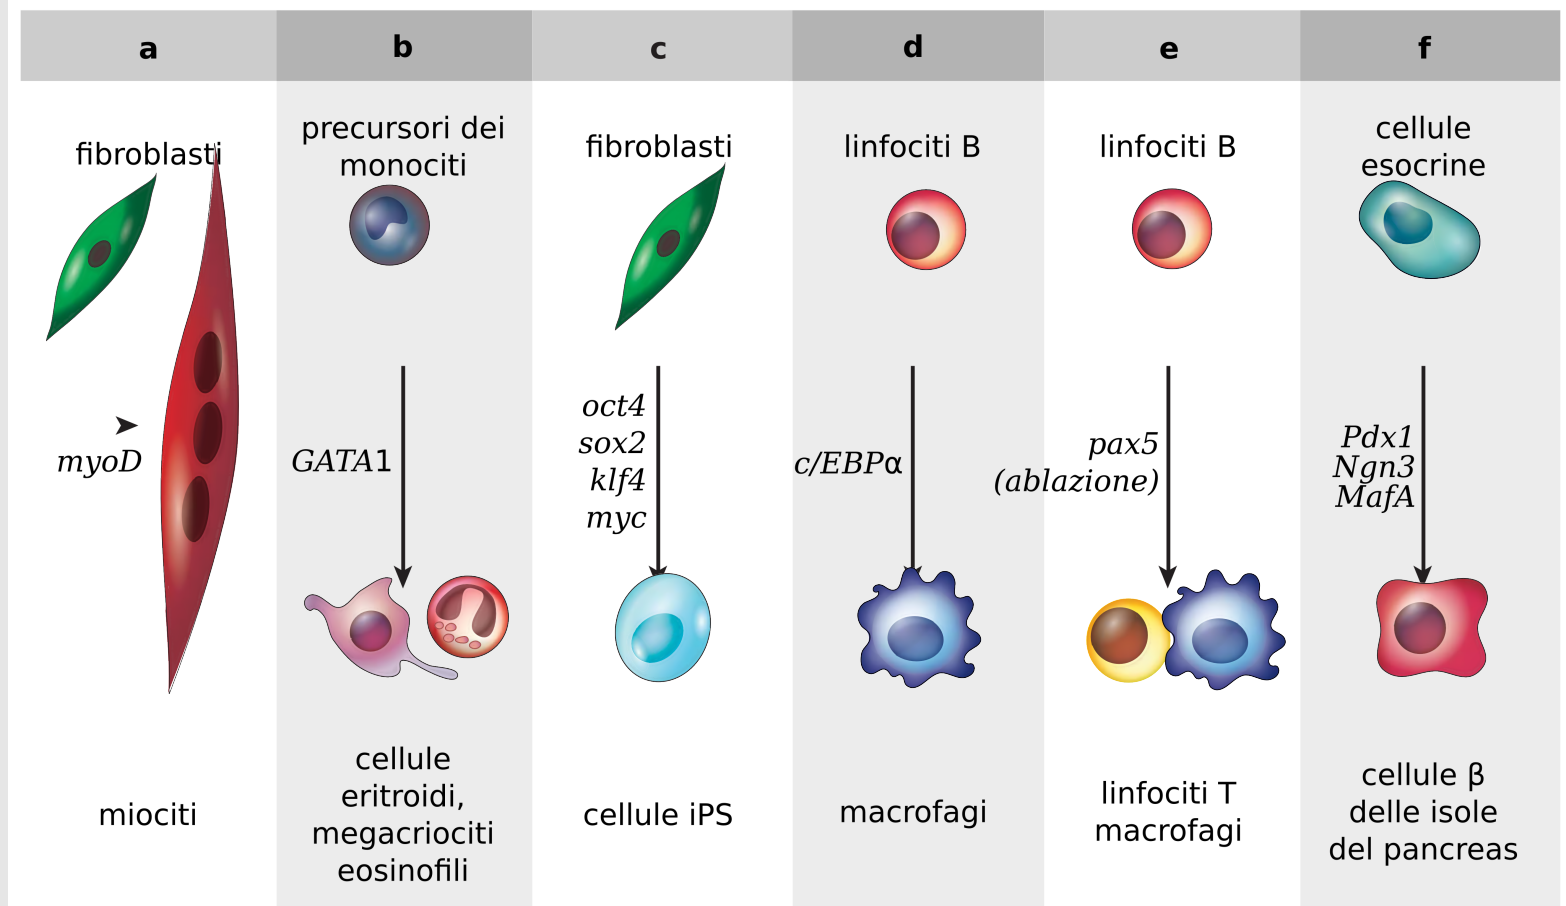 a
b
c
d
e
f
fibroblasti
myoD
miociti
precursori dei
monociti
GATA1
cellule
eritroidi,
megacriociti
eosinofili
fibroblasti
oct4
sox2
klf4
myc
cellule iPS
linfociti B
c/EBPα
macrofagi
linfociti B
pax5
(ablazione)
linfociti T
macrofagi
cellule
esocrine
Pdx1
Ngn3
MafA
cellule β
delle isole
del pancreas